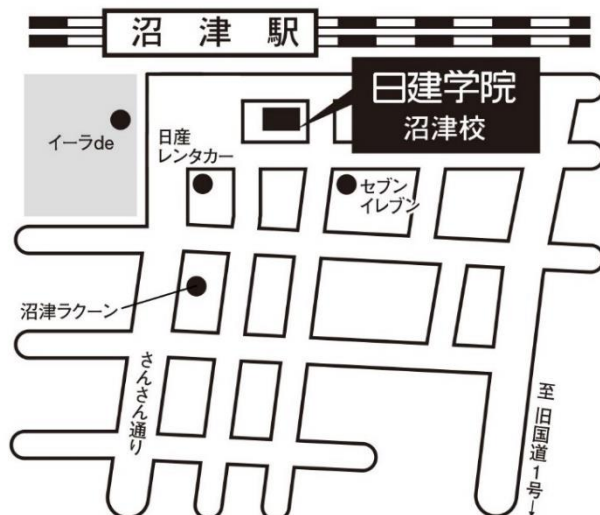 沼津駅
日建学院
沼津校
イーラde
日産
レンタカー
セブン
イレブン
沼津ラクーン
さんさん通り
至 旧国道1号→